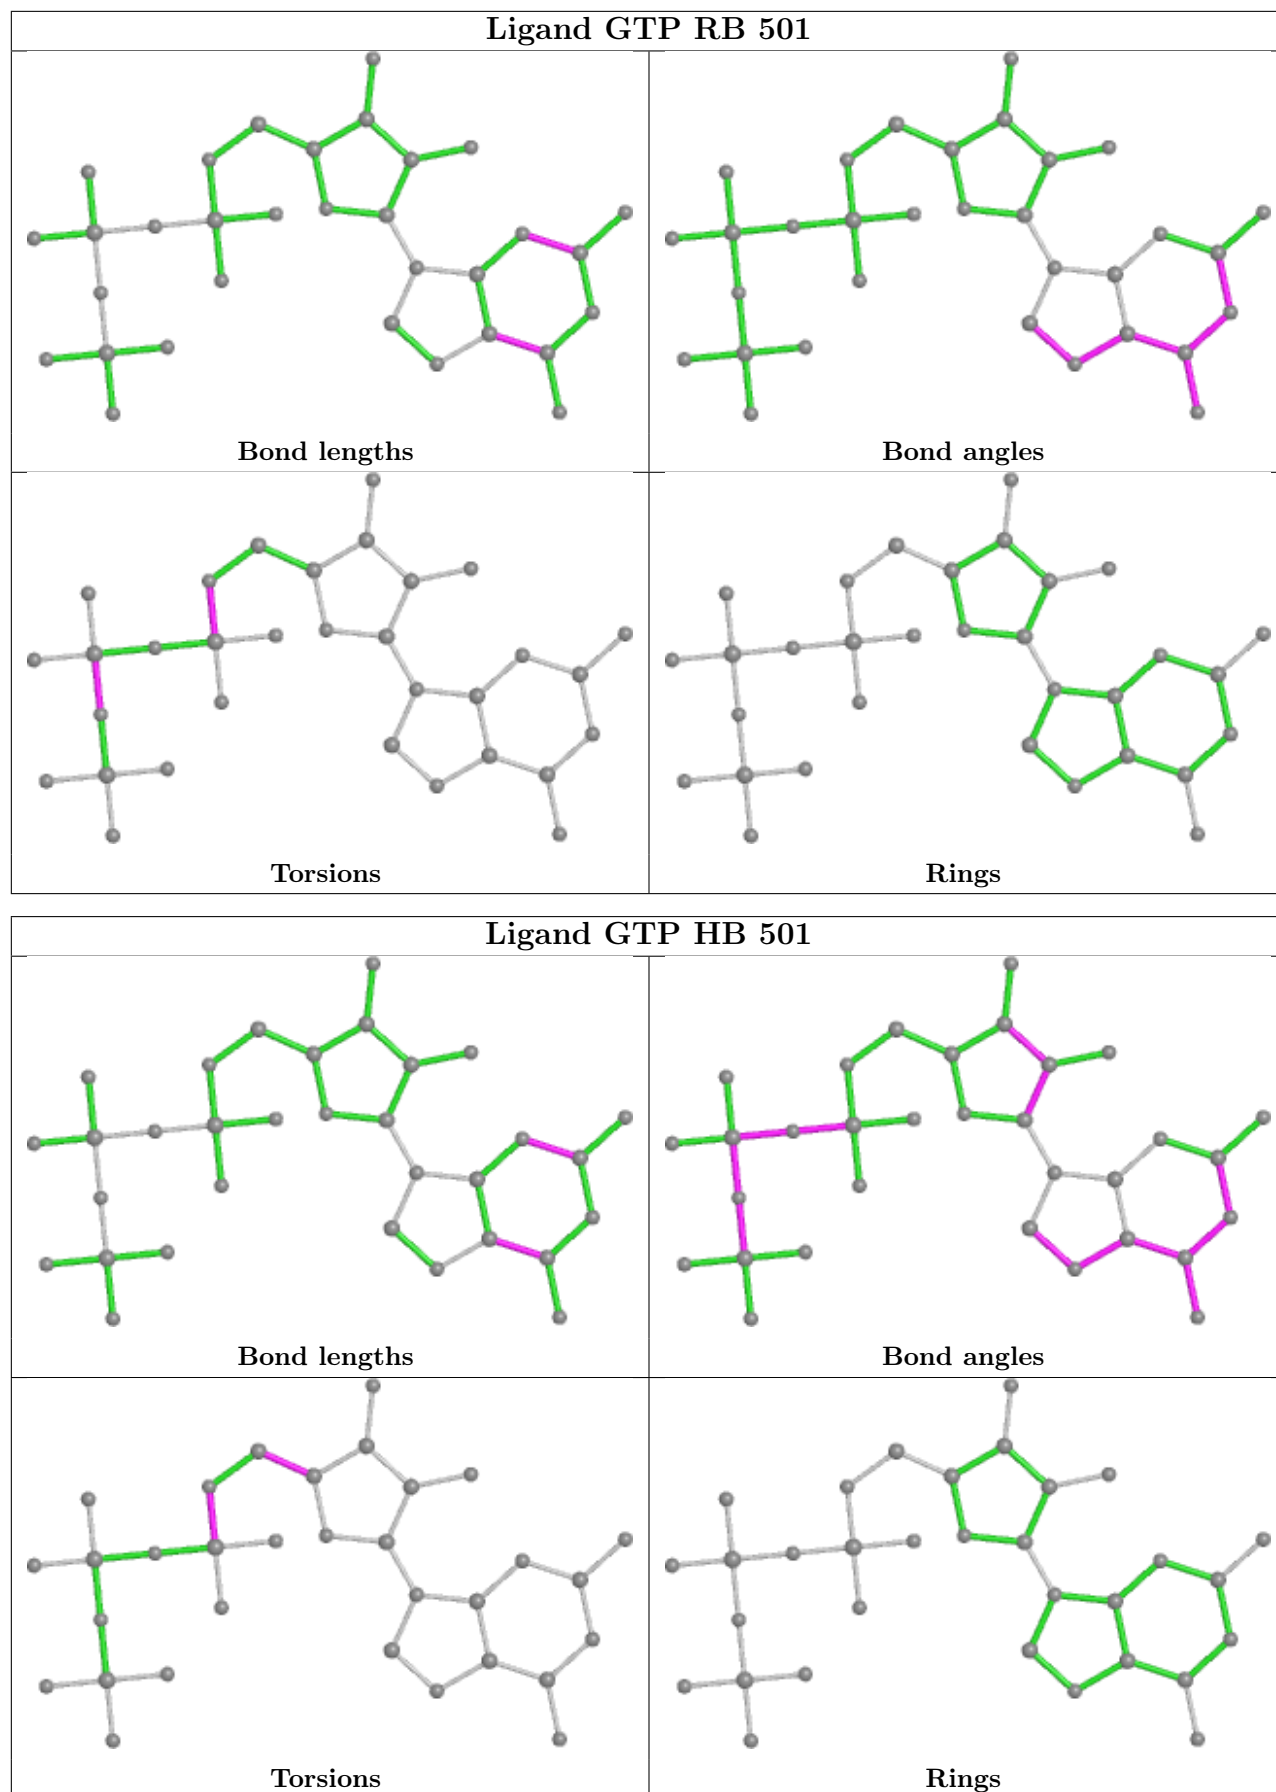 Ligand GTP RB 501
Bond lengths
Bond angles
Torsions
Rings
Ligand GTP HB 501
Bond lengths
Bond angles
Torsions
Rings